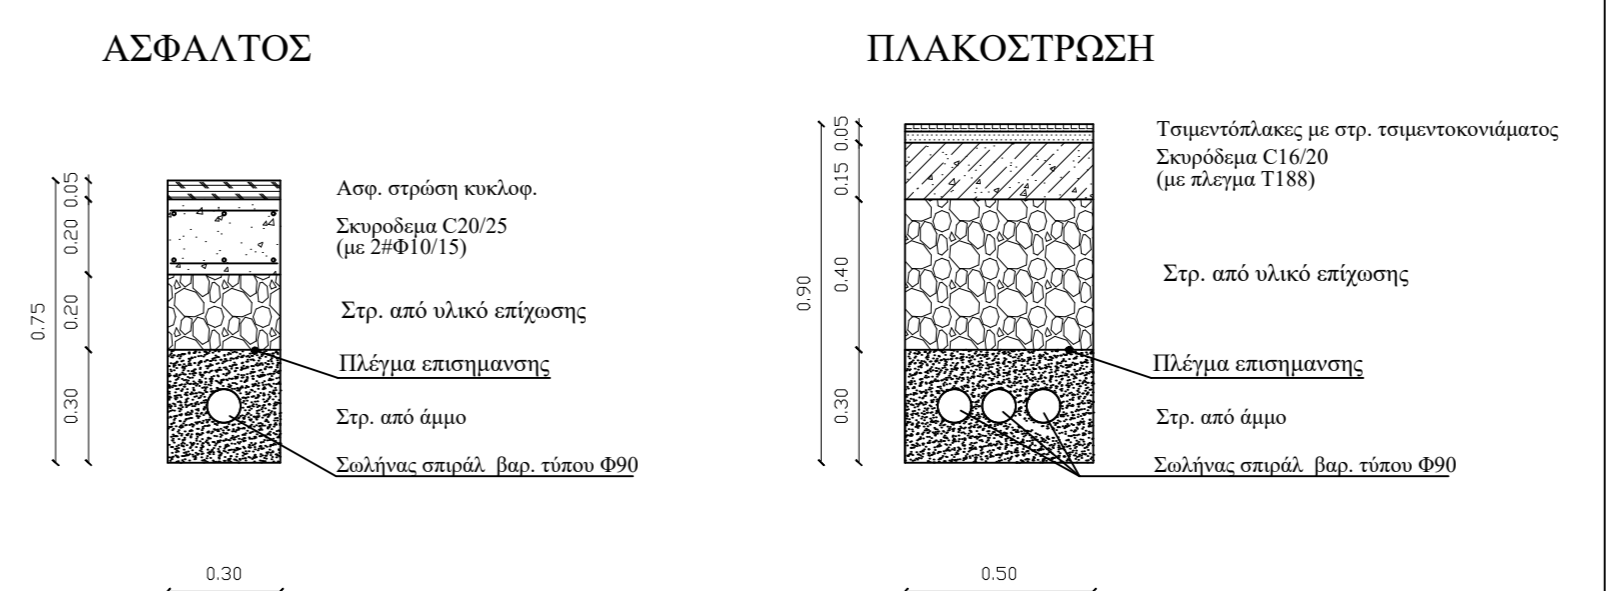 ΑΣΦΑΛΤΟΣ
0.05
0.20
0.20
0.30
0.75
Ασφ. στρώση κυκλοφ.
Σκυροδεμα C20/25
(με 2#Φ10/15)
Στρ. από υλικό επίχωσης
Πλέγμα επισημανσης
Στρ. από άμμο
Σωλήνας σπιράλ βαρ. τύπου Φ90
0.30
ΠΛΑΚΟΣΤΡΩΣΗ
0.05
0.15
0.40
0.30
0.90
Τσιμεντόπλακες με στρ. τσιμεντοκονιάματος
Σκυρόδεμα C16/20
(με πλεγμα Τ188)
Στρ. από υλικό επίχωσης
Πλέγμα επισημανσης
Στρ. από άμμο
Σωλήνας σπιράλ βαρ. τύπου Φ90
0.50